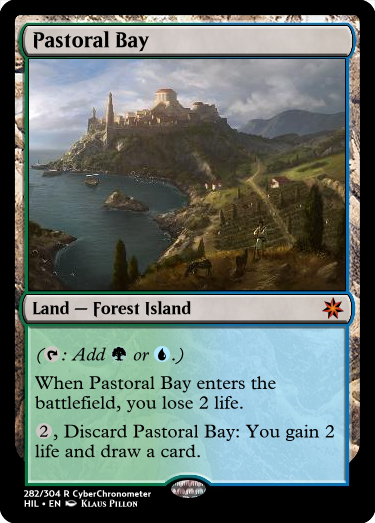 Pastoral Bay
Land — Forest Island
(: Add or .)
When Pastoral Bay enters the
battlefield, you lose 2 life.
2, Discard Pastoral Bay: You gain 2
life and draw a card.
282/304 R CyberChronometer
HIL • EN Klaus Pillon